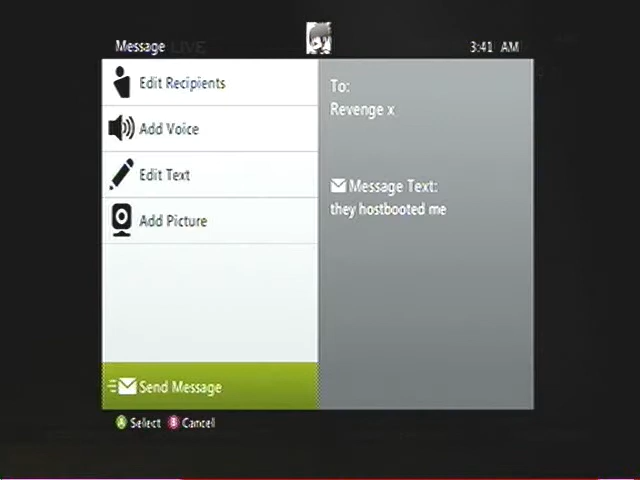 Message LIVE
3:41 AM
Edit Recipients
Add Voice
Edit Text
Add Picture
Send Message
To:
Revenge x
Message Text:
they hostbooted me
A Select B Cancel